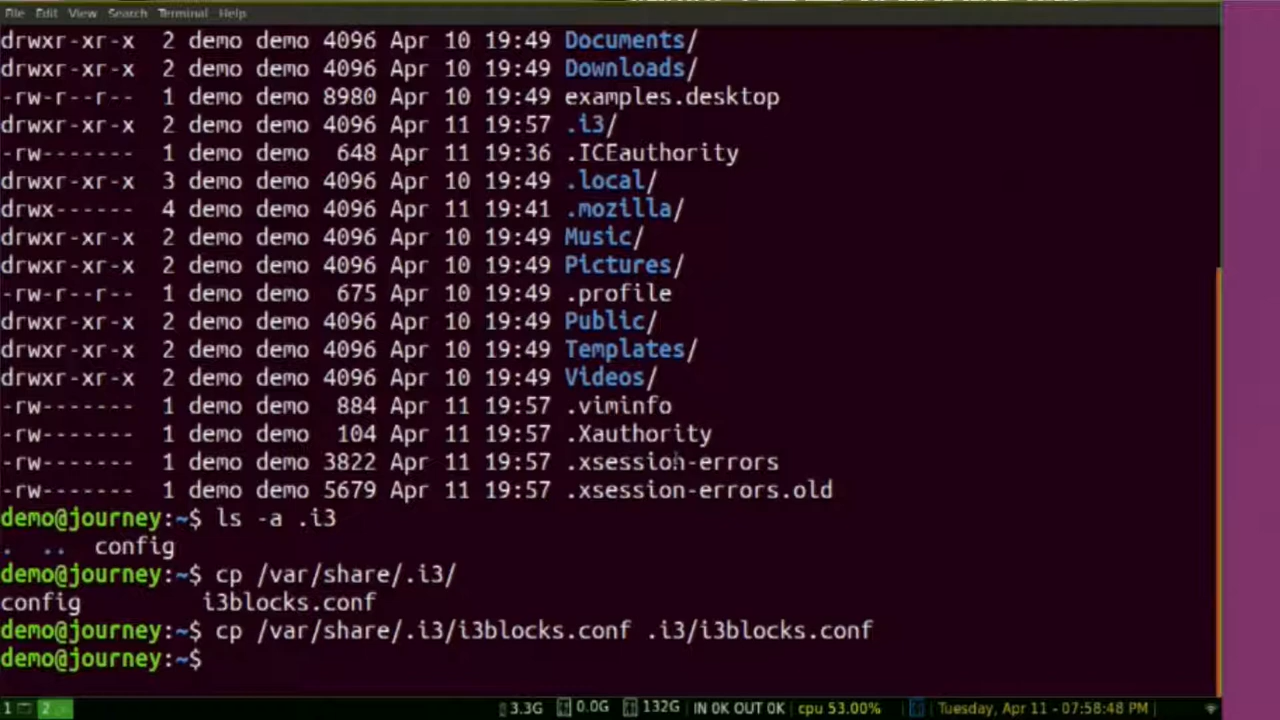 File Edit View Search Terminal Help
drwxr-xr-x 2 demo demo 4096 Apr 10 19:49 Documents/
drwxr-xr-x 2 demo demo 4096 Apr 10 19:49 Downloads/
-rw-r--r-- 1 demo demo 8980 Apr 10 19:49 examples.desktop
drwxr-xr-x 2 demo demo 4096 Apr 11 19:57 .i3/
-rw------- 1 demo demo 648 Apr 11 19:36 .ICEauthority
drwxr-xr-x 3 demo demo 4096 Apr 10 19:49 .local/
drwx------ 4 demo demo 4096 Apr 11 19:41 .mozilla/
drwxr-xr-x 2 demo demo 4096 Apr 10 19:49 Music/
drwxr-xr-x 2 demo demo 4096 Apr 10 19:49 Pictures/
-rw-r--r-- 1 demo demo 675 Apr 10 19:49 .profile
drwxr-xr-x 2 demo demo 4096 Apr 10 19:49 Public/
drwxr-xr-x 2 demo demo 4096 Apr 10 19:49 Templates/
drwxr-xr-x 2 demo demo 4096 Apr 10 19:49 Videos/
-rw------- 1 demo demo 884 Apr 11 19:57 .viminfo
-rw------- 1 demo demo 104 Apr 11 19:57 .Xauthority
-rw------- 1 demo demo 3822 Apr 11 19:57 .xsession-errors
-rw------- 1 demo demo 5679 Apr 11 19:57 .xsession-errors.old
demo@journey:~$ ls -a .i3
. .. config
demo@journey:~$ cp /var/share/.i3/
config i3blocks.conf
demo@journey:~$ cp /var/share/.i3/i3blocks.conf .i3/i3blocks.conf
demo@journey:~$
1 2 3.3G 0.0G 132G IN 0K OUT 0K cpu 53.00% Tuesday, Apr 11 - 07:58:48 PM